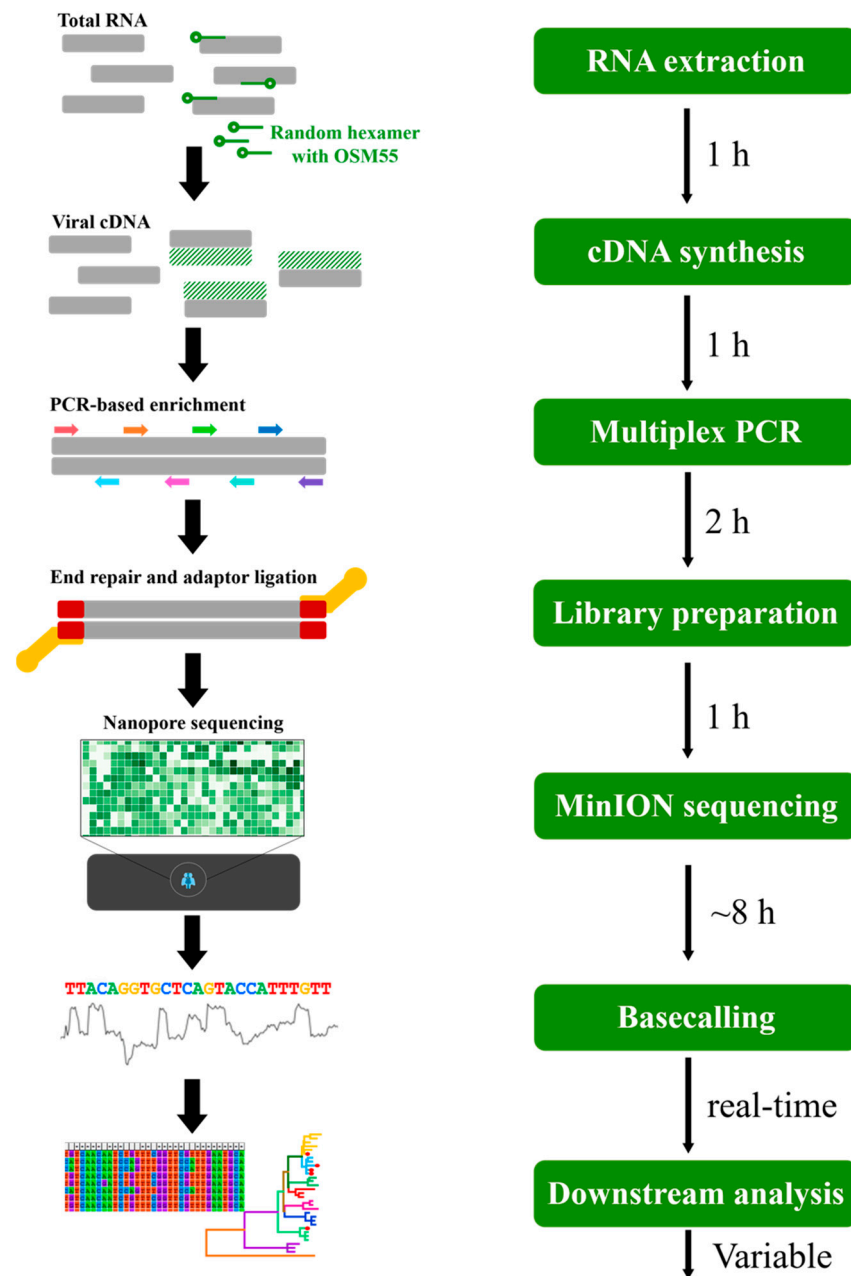 Total RNA
Random hexamer
with OSM55
Viral cDNA
PCR-based enrichment
End repair and adaptor ligation
Nanopore sequencing
TTACAGGTGCTCAGTACCATTTGTT
RNA extraction
1 h
cDNA synthesis
1 h
Multiplex PCR
2 h
Library preparation
1 h
MinION sequencing
~8 h
Basecalling
real-time
Downstream analysis
Variable